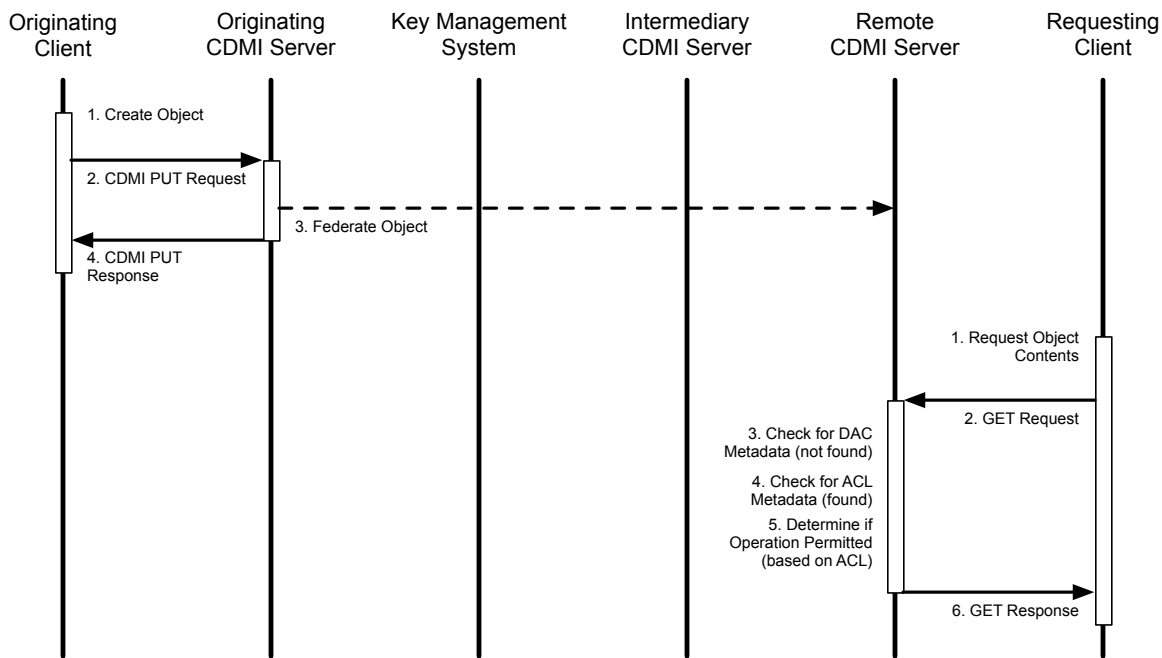 Originating
Client
Originating
CDMI Server
Key Management
System
Intermediary
CDMI Server
Remote
CDMI Server
Requesting
Client
1. Create Object
2. CDMI PUT Request
3. Federate Object
4. CDMI PUT
Response
1. Request Object
Contents
2. GET Request
3. Check for DAC
Metadata (not found)
4. Check for ACL
Metadata (found)
5. Determine if
Operation Permitted
(based on ACL)
6. GET Response